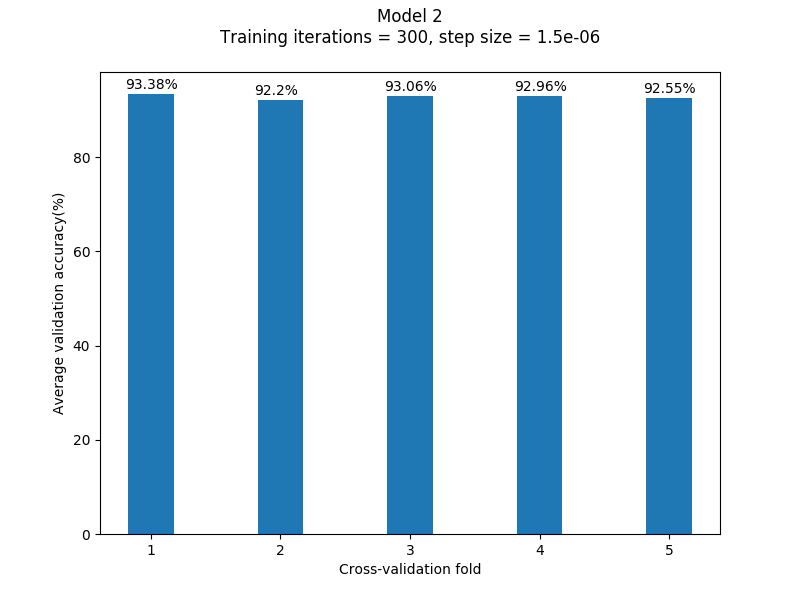 Model 2
Training iterations = 300, step size = 1.5e-06
93.38%
92.2%
93.06%
92.96%
92.55%
80
60
40
20
0
Average validation accuracy(%)
1 2 3 4 5
Cross-validation fold